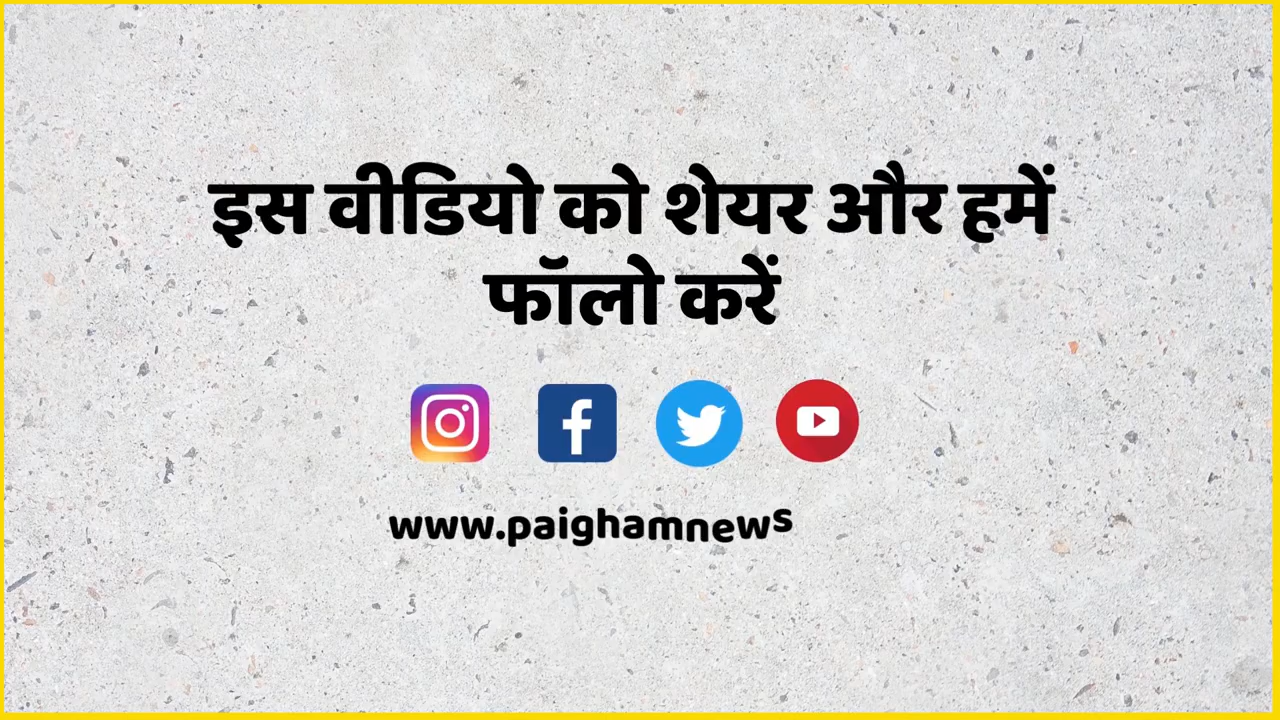 इस वीडियो को शेयर और हमें
फॉलो करें
www.paighamnews